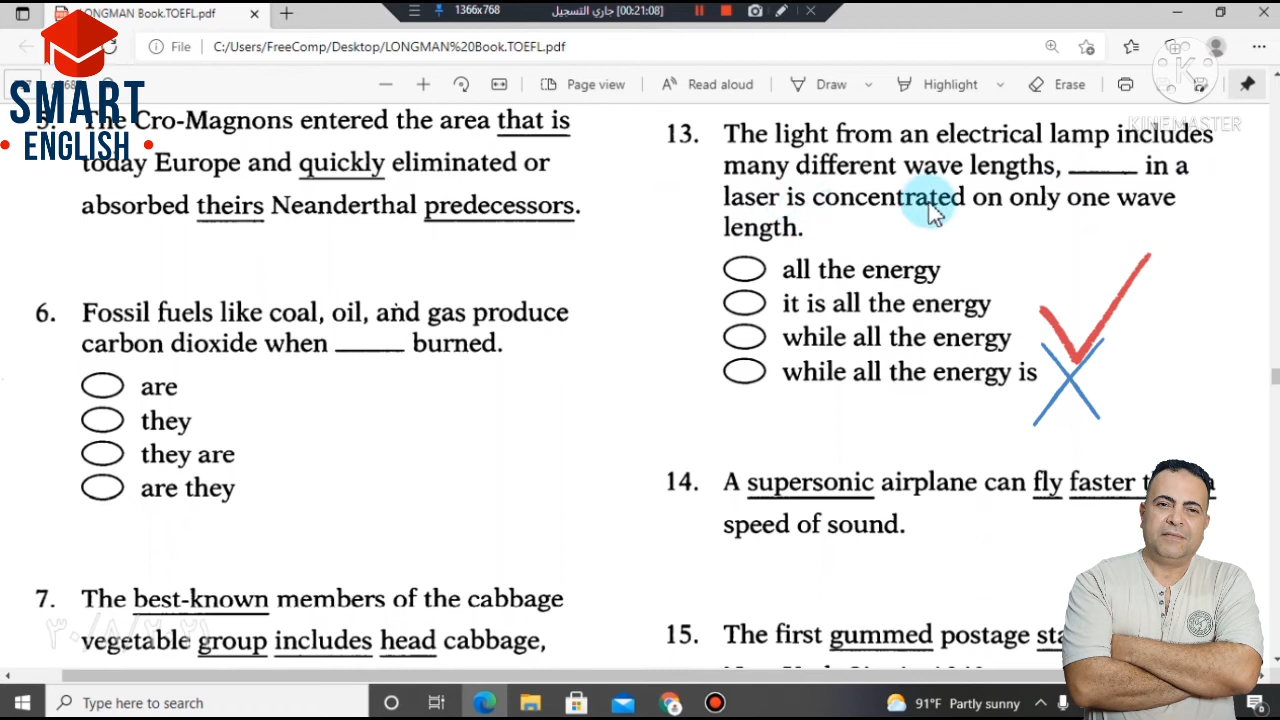 LONGMAN Book.TOEFL.pdf
1366x768
جاري التسجيل [00:21:08]
File
C:/Users/FreeComp/Desktop/LONGMAN%20Book.TOEFL.pdf
Page view
Read aloud
Draw
Highlight
Erase
SMART
ENGLISH
K
KINEMASTER
The Cro-Magnons entered the area that is
today Europe and quickly eliminated or
absorbed theirs Neanderthal predecessors.
6. Fossil fuels like coal, oil, and gas produce
carbon dioxide when ______ burned.
are
they
they are
are they
7. The best-known members of the cabbage
vegetable group includes head cabbage,
13. The light from an electrical lamp includes
many different wave lengths, ______ in a
laser is concentrated on only one wave
length.
all the energy
it is all the energy
while all the energy
while all the energy is
14. A supersonic airplane can fly faster
speed of sound.
15. The first gummed postage
Type here to search
91°F Partly sunny